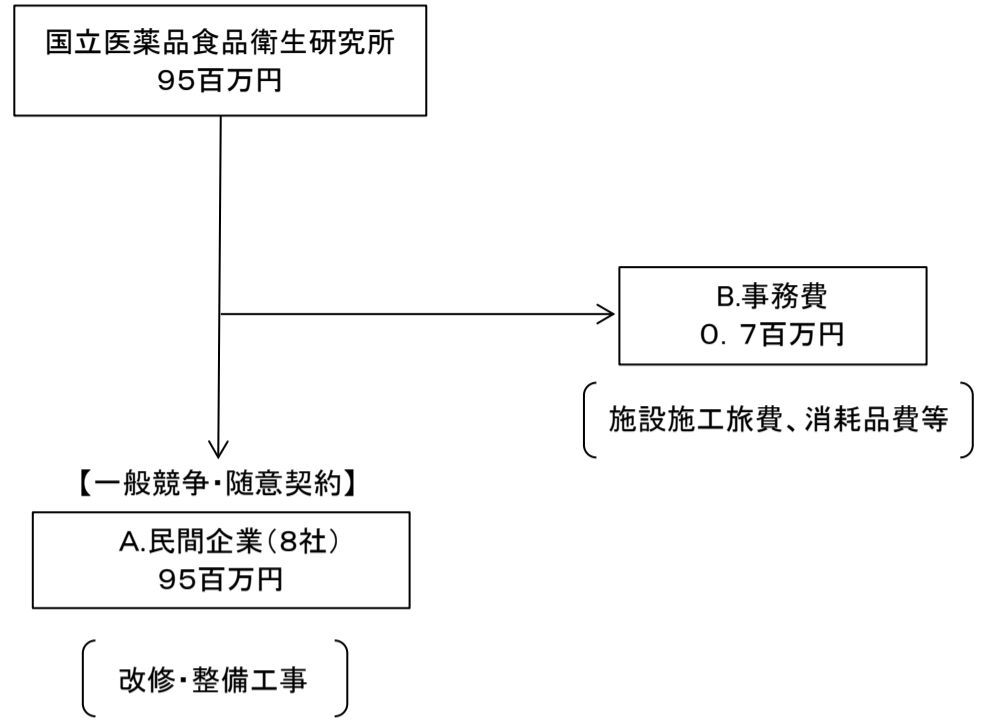 国立医薬品食品衛生研究所
95百万円
B.事務費
0．7百万円
施設施工旅費、消耗品費等
【一般競争・随意契約】
A.民間企業（8社）
95百万円
改修・整備工事